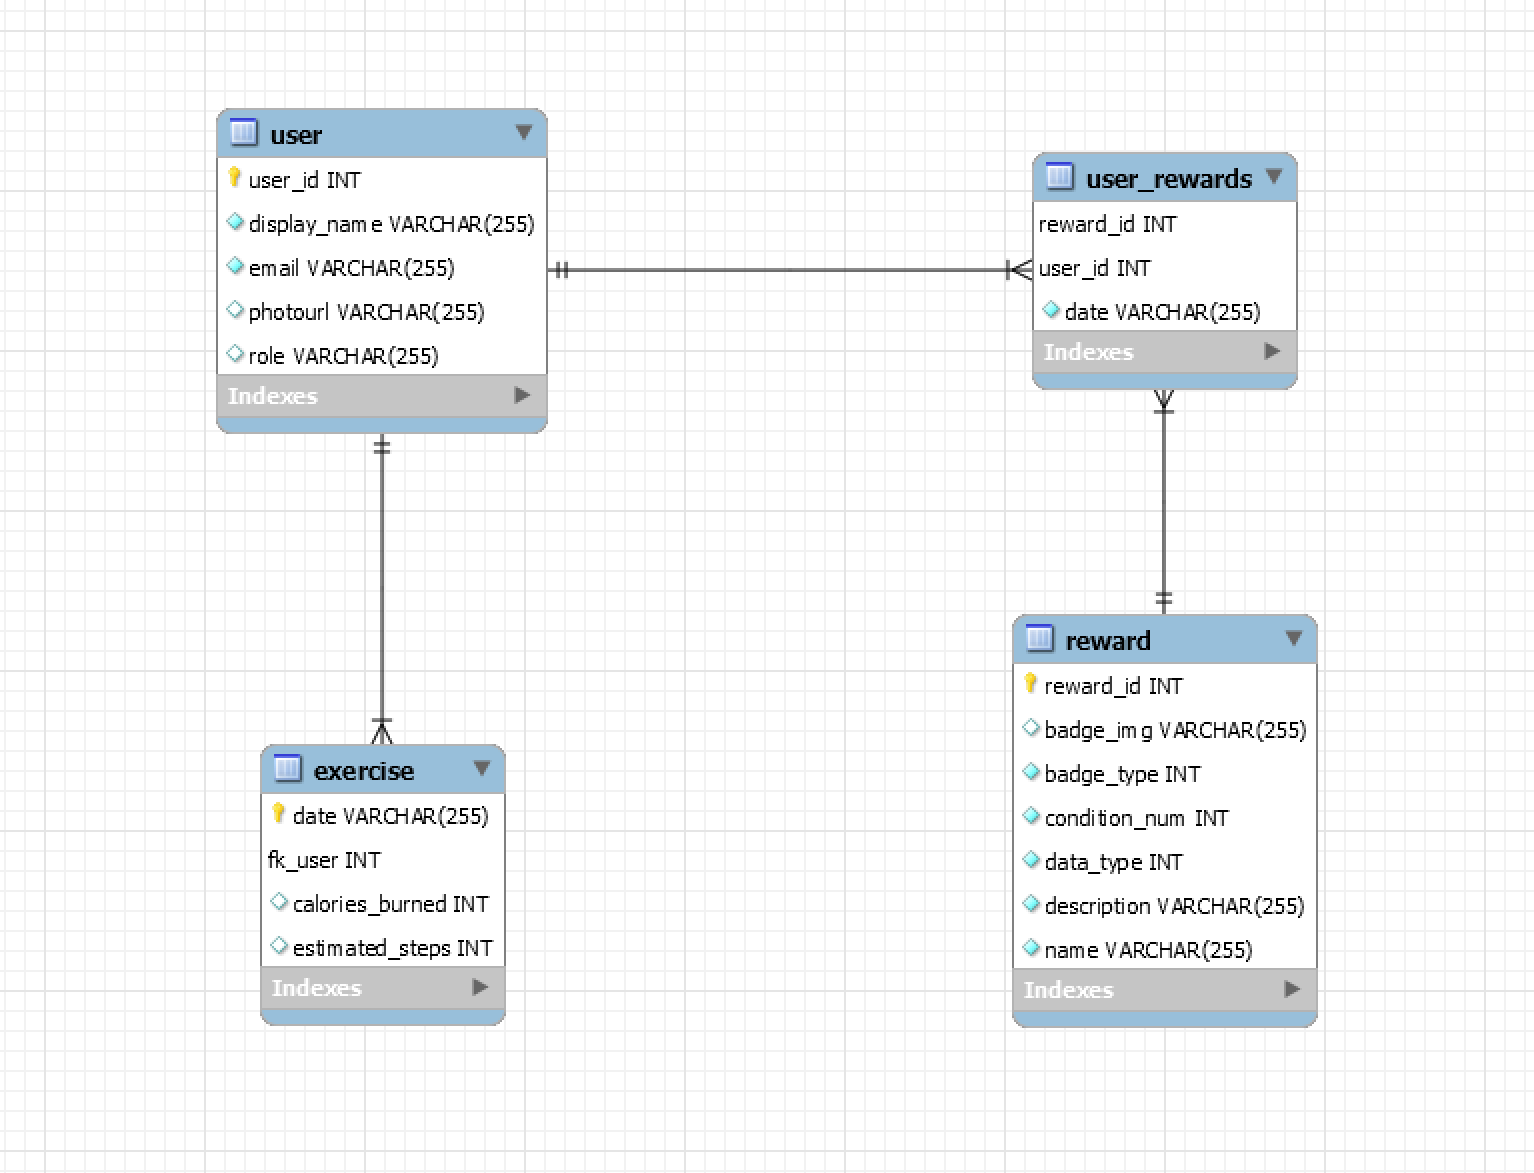 user
user_id INT
display_name VARCHAR(255)
email VARCHAR(255)
photourl VARCHAR(255)
role VARCHAR(255)
Indexes
user_rewards
reward_id INT
user_id INT
date VARCHAR(255)
Indexes
exercise
date VARCHAR(255)
fk_user INT
calories_burned INT
estimated_steps INT
Indexes
reward
reward_id INT
badge_img VARCHAR(255)
badge_type INT
condition_num INT
data_type INT
description VARCHAR(255)
name VARCHAR(255)
Indexes